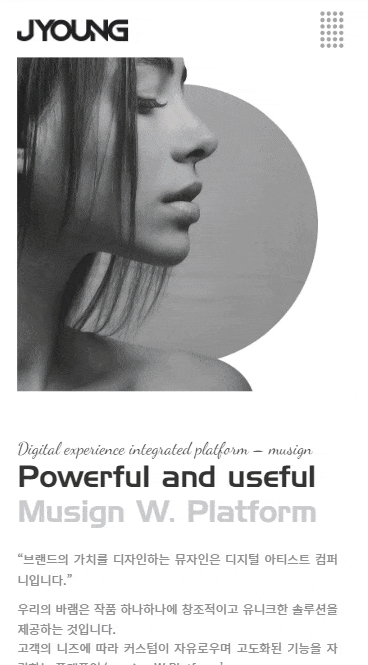 JYOUNG
Digital experience integrated platform – musign
Powerful and useful
Musign W. Platform
“브랜드의 가치를 디자인하는 뮤자인은 디지털 아티스트 컴퍼
니입니다.”
우리의 바램은 작품 하나하나에 창조적이고 유니크한 솔루션을
제공하는 것입니다.
고객의 니즈에 따라 커스텀이 자유로우며 고도화된 기능을 자